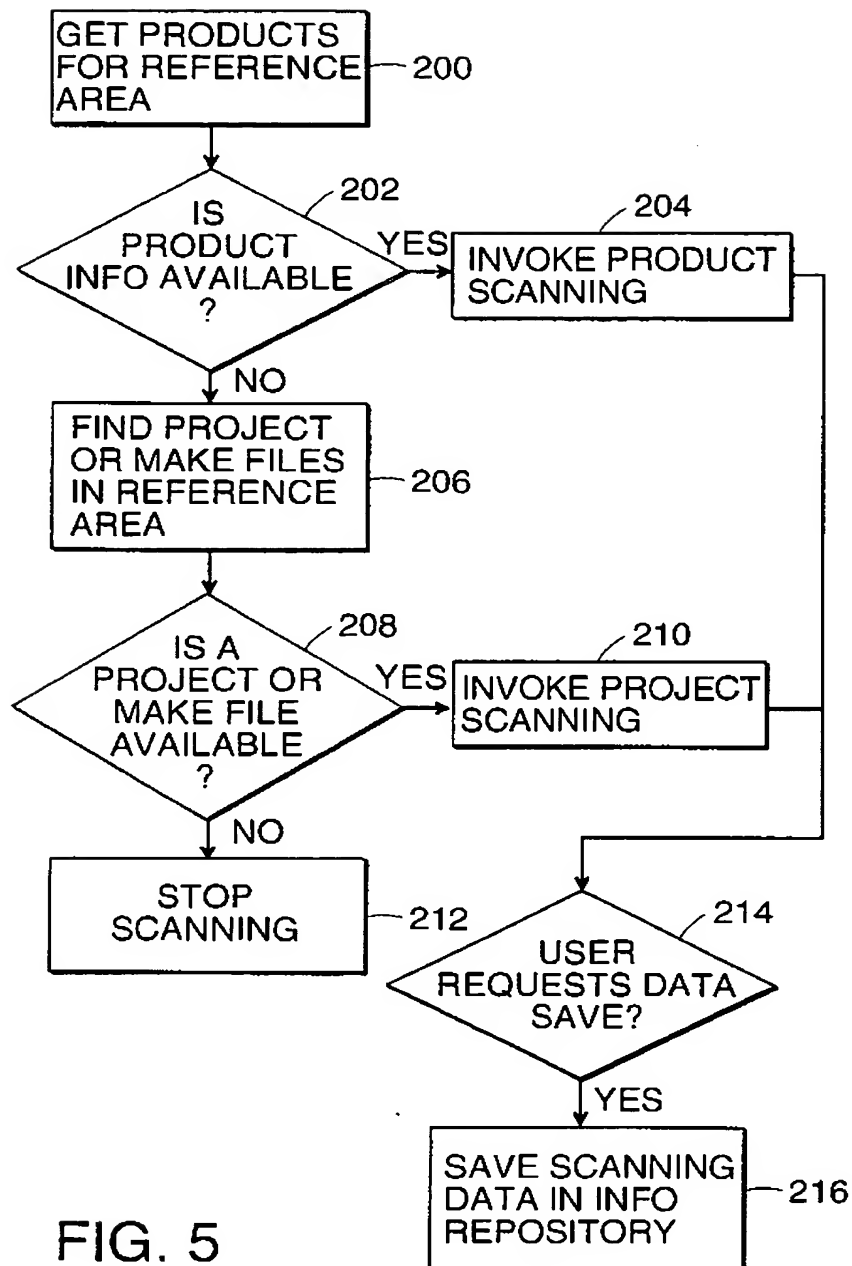 GET PRODUCTS
FOR REFERENCE
AREA
200
202
IS
PRODUCT
INFO AVAILABLE
?
YES
204
INVOKE PRODUCT
SCANNING
NO
FIND PROJECT
OR MAKE FILES
IN REFERENCE
AREA
206
208
IS A
PROJECT OR
MAKE FILE
AVAILABLE
?
YES
210
INVOKE PROJECT
SCANNING
NO
STOP
SCANNING
212
214
USER
REQUESTS DATA
SAVE?
YES
SAVE SCANNING
DATA IN INFO
REPOSITORY
216
FIG. 5